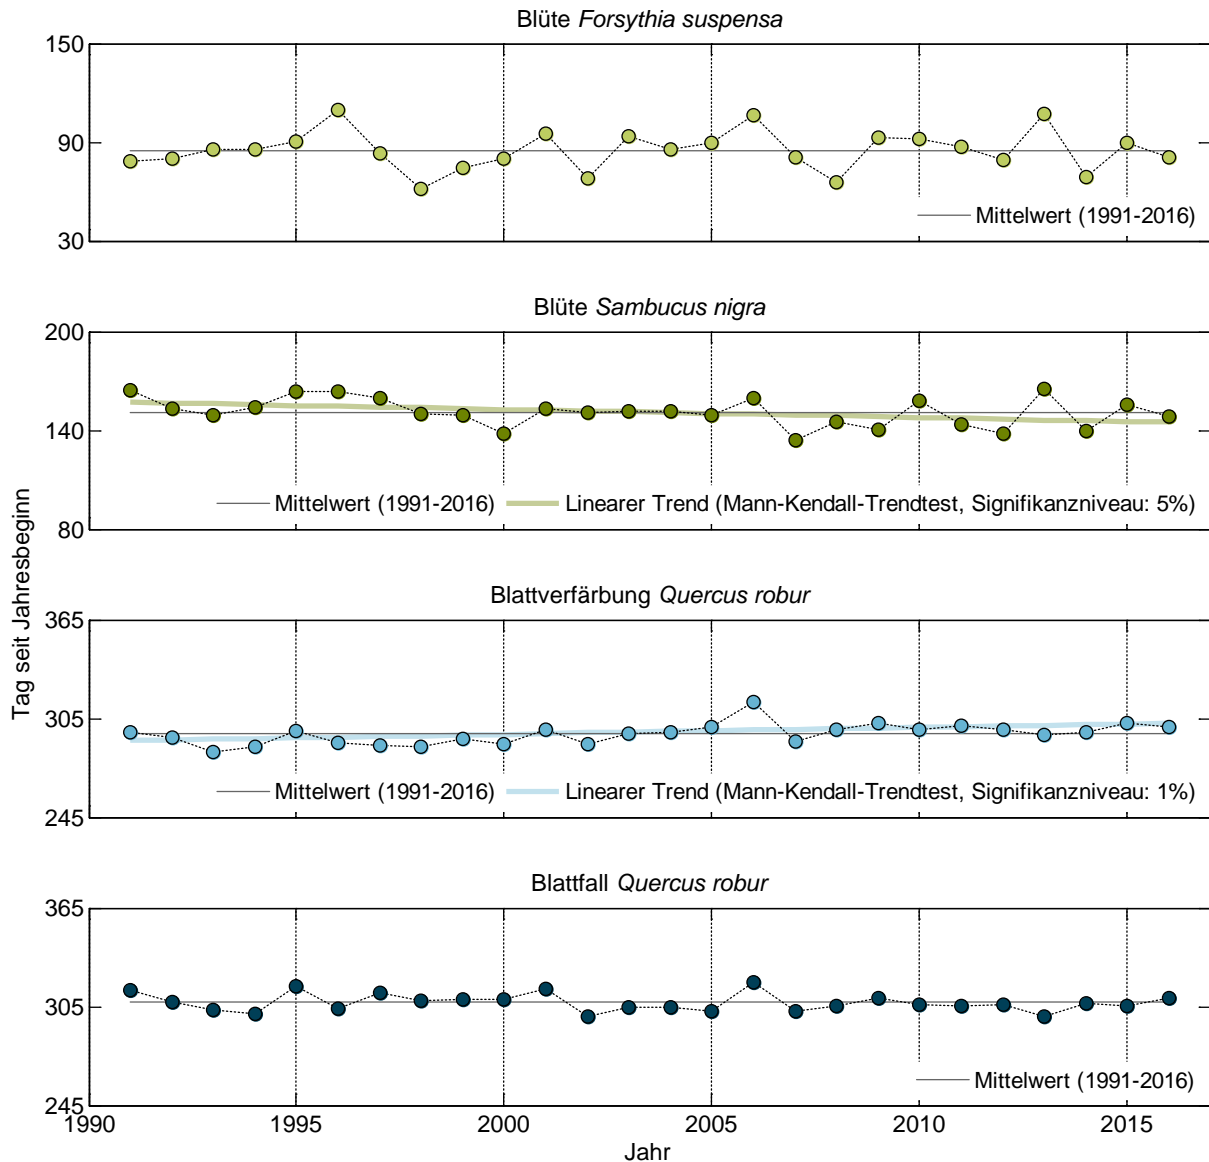 Blüte Forsythia suspensa
150
90
30
Mittelwert (1991-2016)
Blüte Sambucus nigra
200
140
80
Mittelwert (1991-2016) Linearer Trend (Mann-Kendall-Trendtest, Signifikanzniveau: 5%)
Tag seit Jahresbeginn
Blattverfärbung Quercus robur
365
305
245
Mittelwert (1991-2016) Linearer Trend (Mann-Kendall-Trendtest, Signifikanzniveau: 1%)
Blattfall Quercus robur
365
305
245
Mittelwert (1991-2016)
1990 1995 2000 2005 2010 2015
Jahr